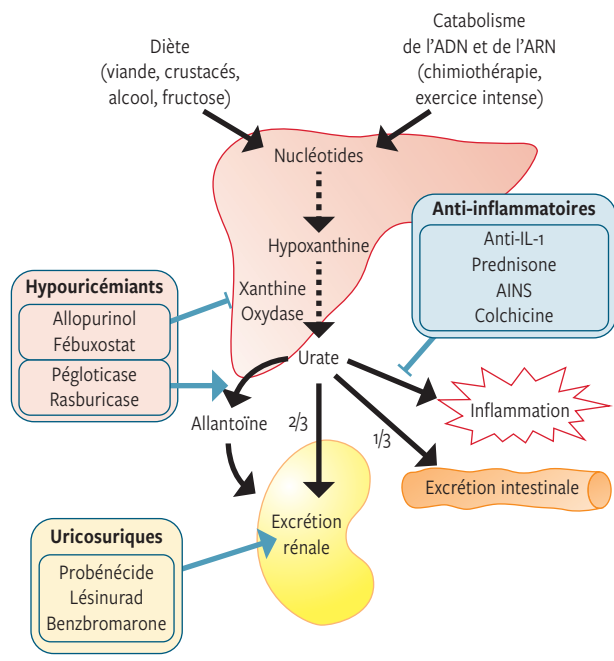 Diète
(viande, crustacés,
alcool, fructose)
Catabolisme
de l’ADN et de l’ARN
(chimiothérapie,
exercice intense)
Nucléotides
Hypoxanthine
Xanthine
Oxydase
Urate
Anti-inflammatoires
Anti-IL-1
Prednisone
AINS
Colchicine
Hypouricémiants
Allopurinol
Fébuxostat
Pégloticase
Rasburicase
Allantoïne
2/3
1/3
Inflammation
Excrétion intestinale
Excrétion
rénale
Uricosuriques
Probénécide
Lésinurad
Benzbromarone